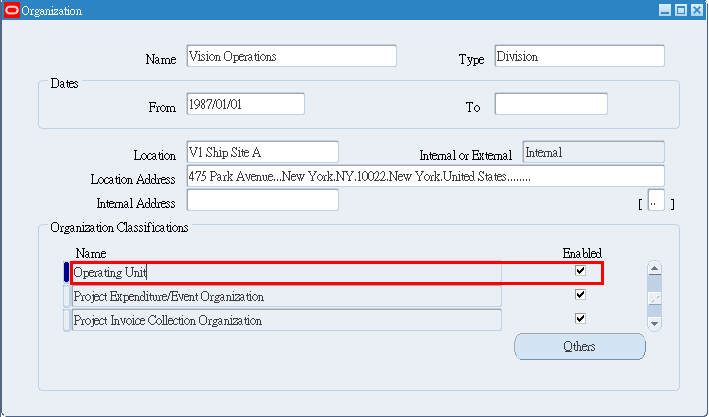 Organization
Name Vision Operations Type Division
Dates
From 1987/01/01 To
Location V1 Ship Site A Internal or External Internal
Location Address 475 Park Avenue...New York.NY.10022.New York.United States........
Internal Address [ .. ]
Organization Classifications
Name Enabled
Operating Unit
Project Expenditure/Event Organization
Project Invoice Collection Organization
Others